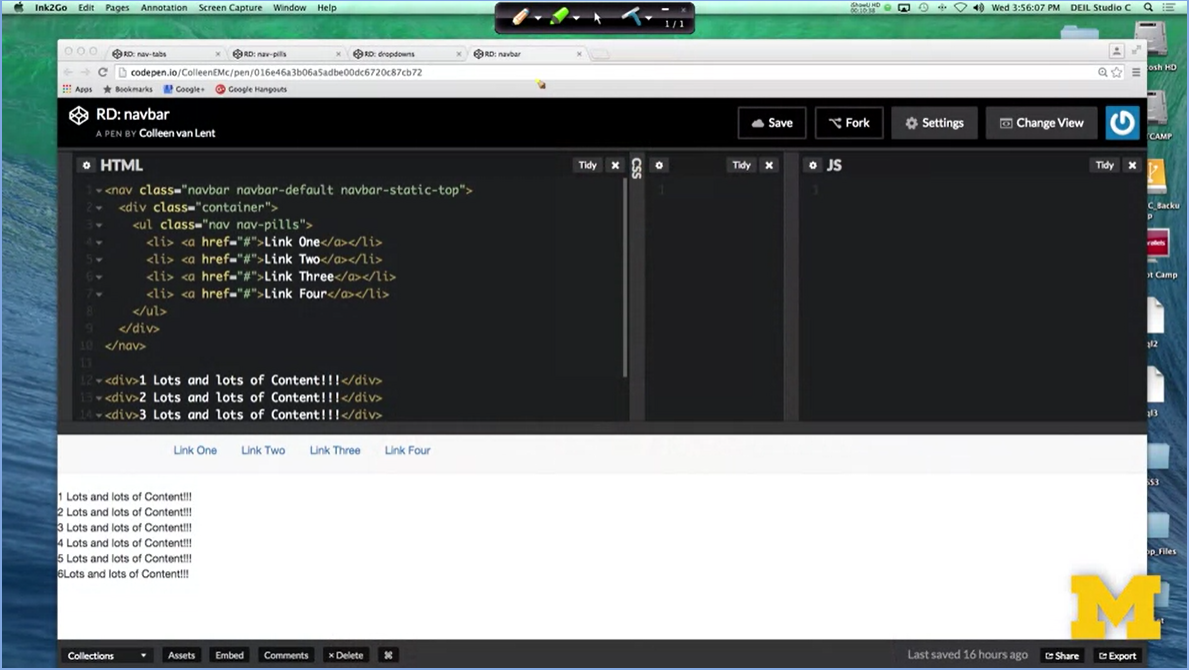 Ink2Go Edit Pages Annotation Screen Capture Window Help
iShowU HD
00:10:38
Wed 3:56:07 PM DEIL Studio C
1 / 1
RD: nav-tabs RD: nav-pills RD: dropdowns RD: navbar
codepen.io/ColleenEMc/pen/016e46a3b06a5adbe00dc6720c87cb72
Apps Bookmarks Google+ Google Hangouts
RD: navbar
A PEN BY Colleen van Lent
Save Fork Settings Change View
HTML Tidy CSS Tidy JS Tidy
1 <nav class="navbar navbar-default navbar-static-top">
2 <div class="container">
3 <ul class="nav nav-pills">
4 <li> <a href="#">Link One</a></li>
5 <li> <a href="#">Link Two</a></li>
6 <li> <a href="#">Link Three</a></li>
7 <li> <a href="#">Link Four</a></li>
8 </ul>
9 </div>
10 </nav>
11
12 <div>1 Lots and lots of Content!!!</div>
13 <div>2 Lots and lots of Content!!!</div>
14 <div>3 Lots and lots of Content!!!</div>
1
Link One Link Two Link Three Link Four
1 Lots and lots of Content!!!
2 Lots and lots of Content!!!
3 Lots and lots of Content!!!
4 Lots and lots of Content!!!
5 Lots and lots of Content!!!
6Lots and lots of Content!!!
Collections Assets Embed Comments × Delete ⌘ Last saved 16 hours ago Share Export
osh HD
CAMP
C_Backu
p
ot Camp
ql2
ql3
SS3
op_Files
M